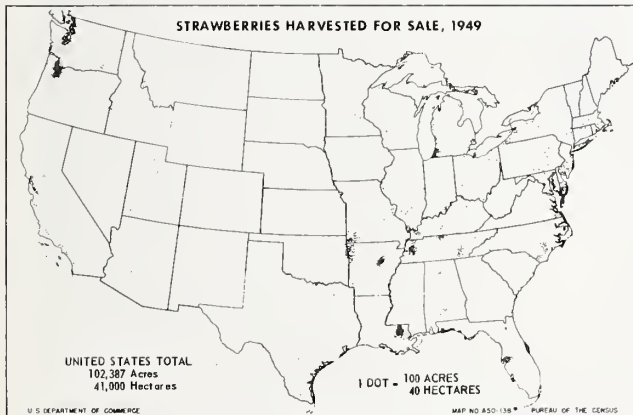 STRAWBERRIES HARVESTED FOR SALE, 1949
UNITED STATES TOTAL
102,387 Acres
41,000 Hectares
1 DOT = 100 ACRES
40 HECTARES
U S DEPARTMENT OF COMMERCE
MAP NO A50-138
BUREAU OF THE CENSUS